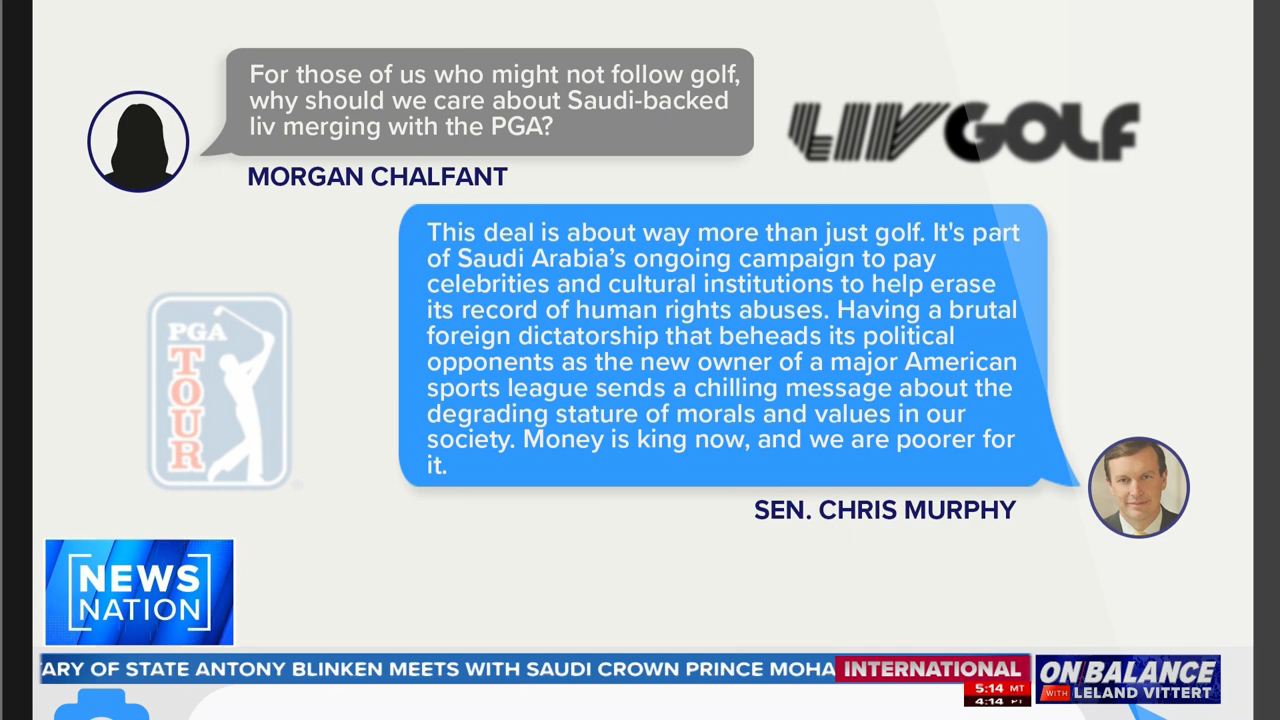 For those of us who might not follow golf,
why should we care about Saudi-backed
liv merging with the PGA?
LIV GOLF
MORGAN CHALFANT
This deal is about way more than just golf. It's part
of Saudi Arabia’s ongoing campaign to pay
celebrities and cultural institutions to help erase
its record of human rights abuses. Having a brutal
foreign dictatorship that beheads its political
opponents as the new owner of a major American
sports league sends a chilling message about the
degrading stature of morals and values in our
society. Money is king now, and we are poorer for
it.
PGA
TOUR
SEN. CHRIS MURPHY
NEWS
NATION
ARY OF STATE ANTONY BLINKEN MEETS WITH SAUDI CROWN PRINCE MOHA
INTERNATIONAL
5:14 MT
4:14 PT
ON BALANCE
WITH LELAND VITTERT